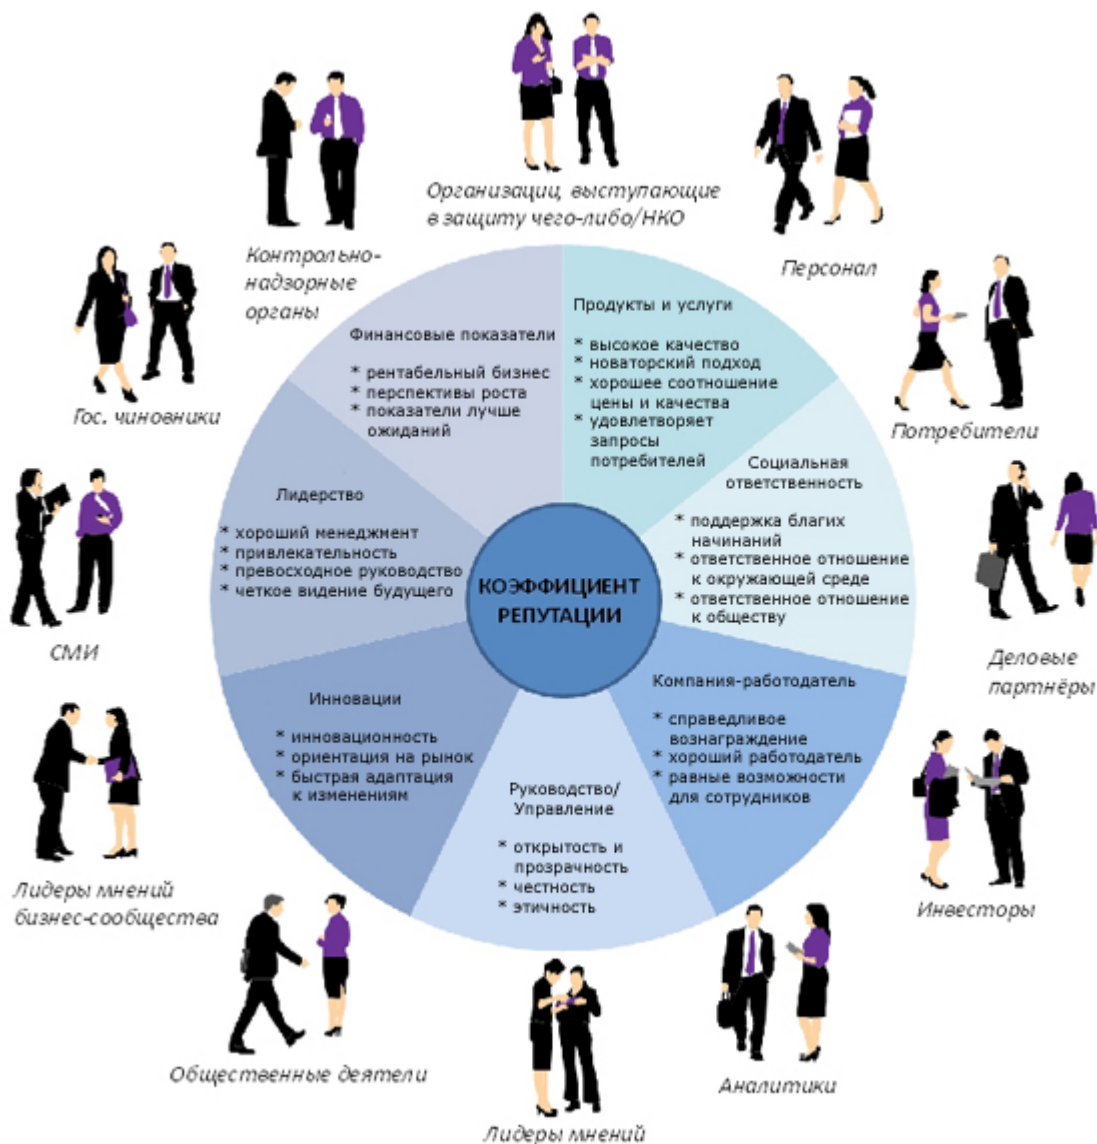 Организации, выступающие
в защиту чего-либо/НКО
Персонал
Потребители
Деловые
партнёры
Инвесторы
Аналитики
Лидеры мнений
Общественные деятели
Лидеры мнений
бизнес-сообщества
СМИ
Гос. чиновники
Контрольно-
надзорные
органы
Продукты и услуги
* высокое качество
* новаторский подход
* хорошее соотношение
цены и качества
* удовлетворяет
запросы
потребителей
Социальная
ответственность
* поддержка благих
начинаний
* ответственное отношение
к окружающей среде
* ответственное отношение
к обществу
Компания-работодатель
* справедливое
вознаграждение
* хороший работодатель
* равные возможности
для сотрудников
Руководство/
Управление
* открытость и
прозрачность
* честность
* этичность
Инновации
* инновационность
* ориентация на рынок
* быстрая адаптация
к изменениям
Лидерство
* хороший менеджмент
* привлекательность
* превосходное руководство
* четкое видение будущего
Финансовые показатели
* рентабельный бизнес
* перспективы роста
* показатели лучше
ожиданий
КОЭФФИЦИЕНТ
РЕПУТАЦИИ